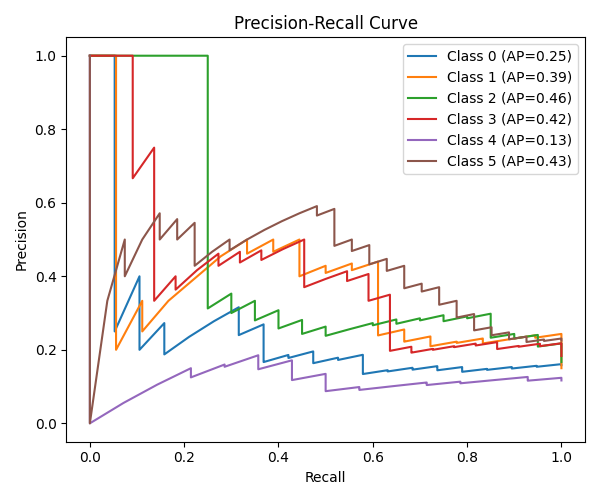 Precision-Recall Curve
Class 0 (AP=0.25)
Class 1 (AP=0.39)
Class 2 (AP=0.46)
Class 3 (AP=0.42)
Class 4 (AP=0.13)
Class 5 (AP=0.43)
Precision
1.0
0.8
0.6
0.4
0.2
0.0
0.0 0.2 0.4 0.6 0.8 1.0
Recall